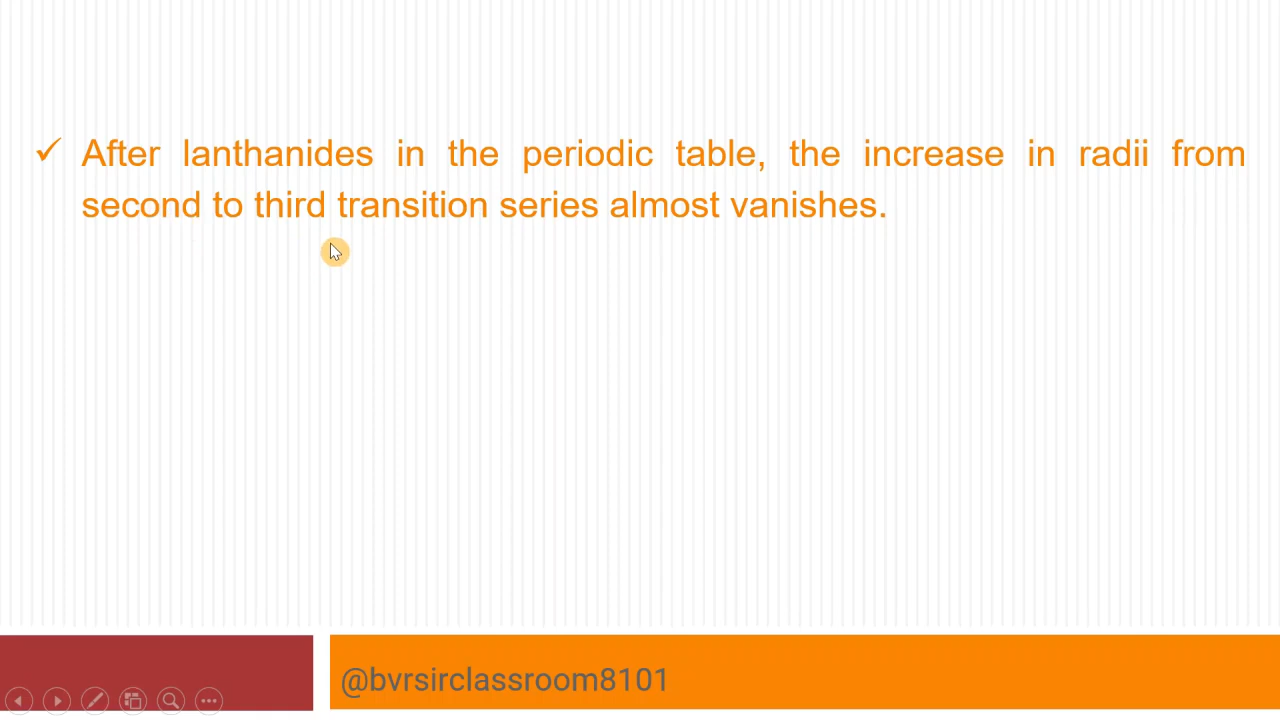 ✓ After lanthanides in the periodic table, the increase in radii from
second to third transition series almost vanishes.
@bvrsirclassroom8101